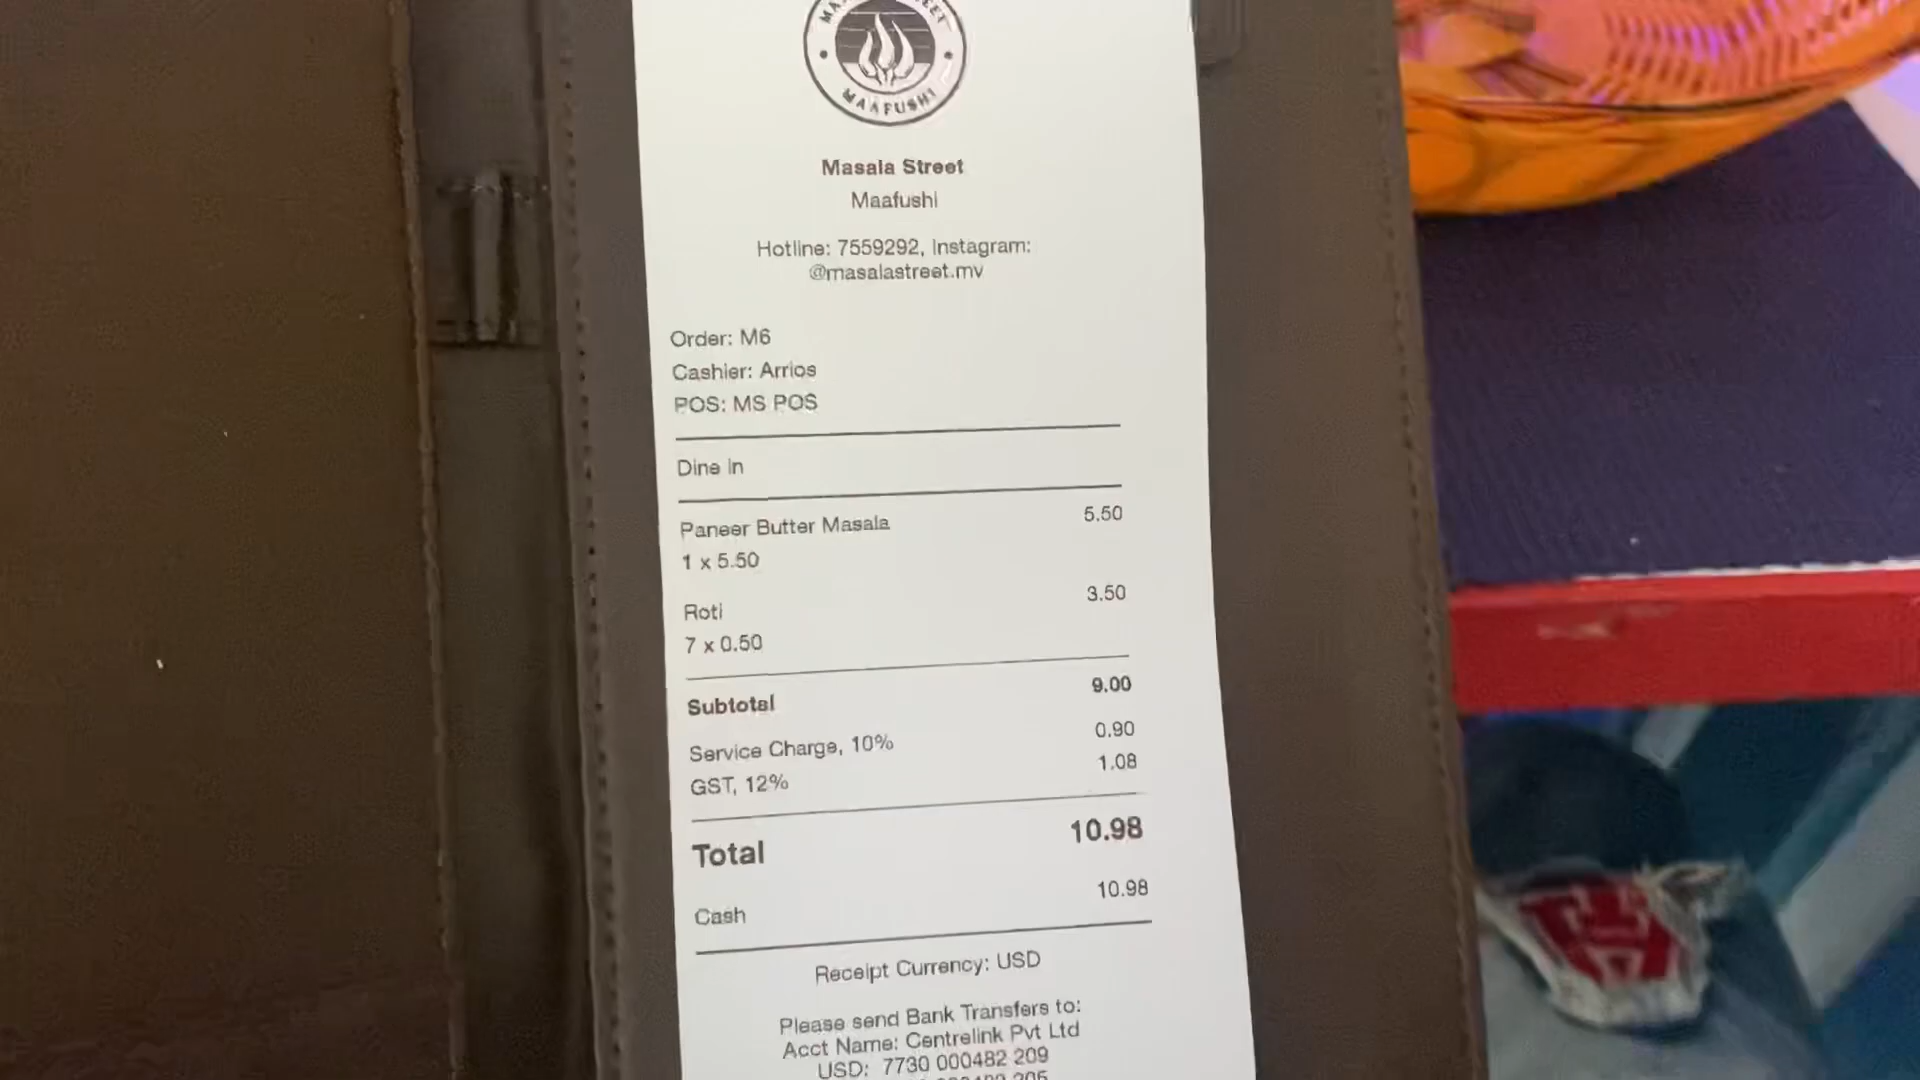 MAAFUSHI
Masala Street
Maafushi
Hotline: 7559292, Instagram:
@masalastreet.mv
Order: M6
Cashier: Arrios
POS: MS POS
Dine in
Paneer Butter Masala 5.50
1 x 5.50
Roti 3.50
7 x 0.50
Subtotal 9.00
Service Charge, 10% 0.90
GST, 12% 1.08
Total 10.98
Cash 10.98
Receipt Currency: USD
Please send Bank Transfers to:
Acct Name: Centrelink Pvt Ltd
USD: 7730 000482 209